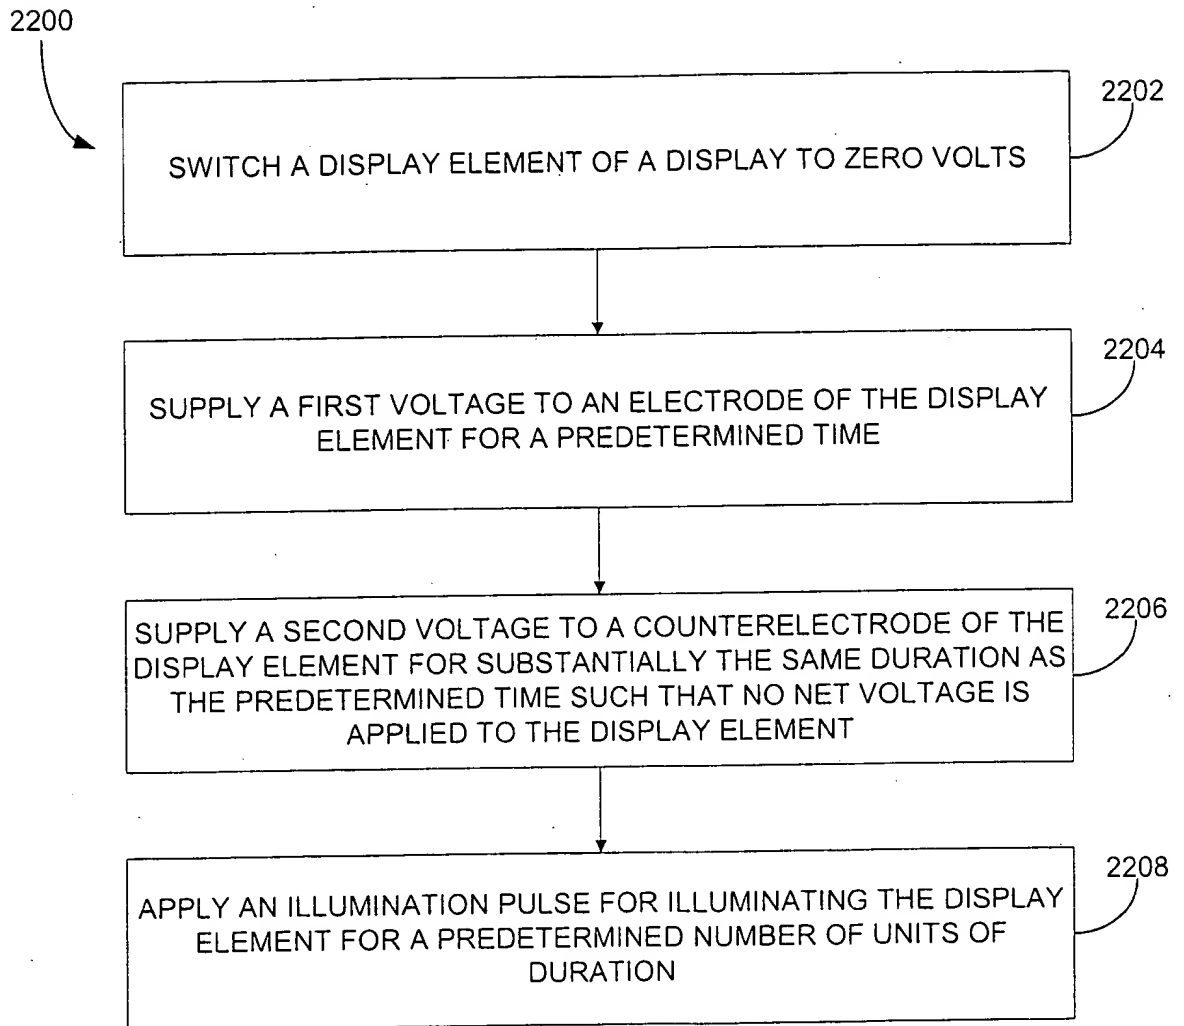 2200
2202
SWITCH A DISPLAY ELEMENT OF A DISPLAY TO ZERO VOLTS
2204
SUPPLY A FIRST VOLTAGE TO AN ELECTRODE OF THE DISPLAY
ELEMENT FOR A PREDETERMINED TIME
2206
SUPPLY A SECOND VOLTAGE TO A COUNTERELECTRODE OF THE
DISPLAY ELEMENT FOR SUBSTANTIALLY THE SAME DURATION AS
THE PREDETERMINED TIME SUCH THAT NO NET VOLTAGE IS
APPLIED TO THE DISPLAY ELEMENT
2208
APPLY AN ILLUMINATION PULSE FOR ILLUMINATING THE DISPLAY
ELEMENT FOR A PREDETERMINED NUMBER OF UNITS OF
DURATION